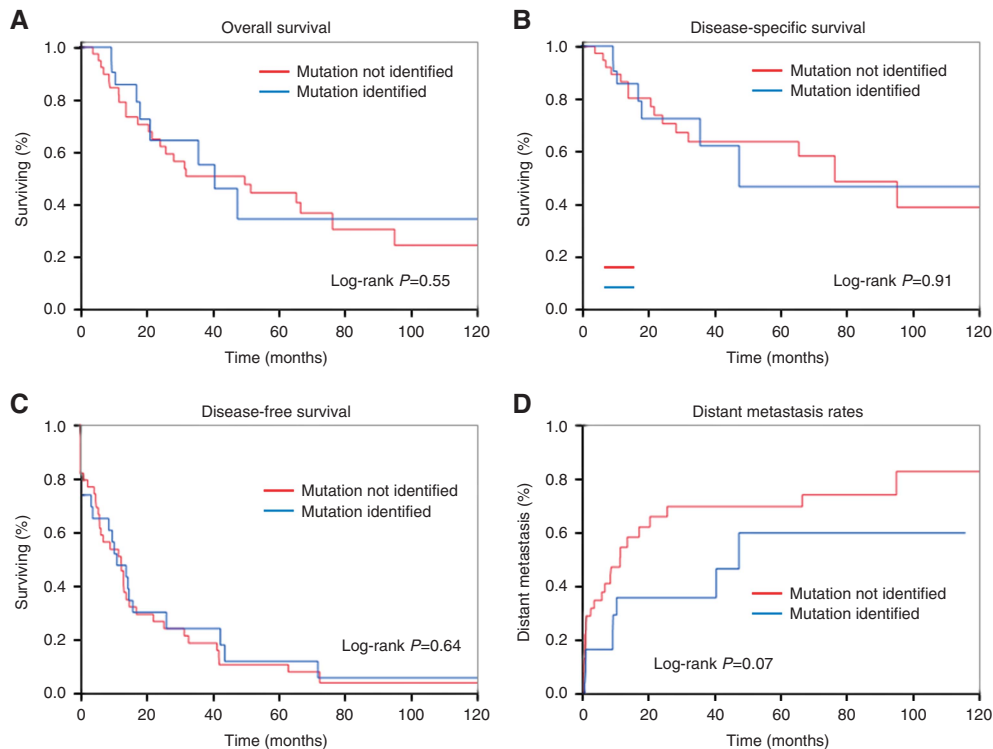 A
Overall survival
1.0
0.8
0.6
0.4
0.2
0.0
Surviving (%)
Mutation not identified
Mutation identified
Log-rank P=0.55
0 20 40 60 80 100 120
Time (months)
B
Disease-specific survival
1.0
0.8
0.6
0.4
0.2
0.0
Surviving (%)
Mutation not identified
Mutation identified
Log-rank P=0.91
0 20 40 60 80 100 120
Time (months)
C
Disease-free survival
1.0
0.8
0.6
0.4
0.2
0.0
Surviving (%)
Mutation not identified
Mutation identified
Log-rank P=0.64
0 20 40 60 80 100 120
Time (months)
D
Distant metastasis rates
1.0
0.8
0.6
0.4
0.2
0.0
Distant metastasis (%)
Mutation not identified
Mutation identified
Log-rank P=0.07
0 20 40 60 80 100 120
Time (months)